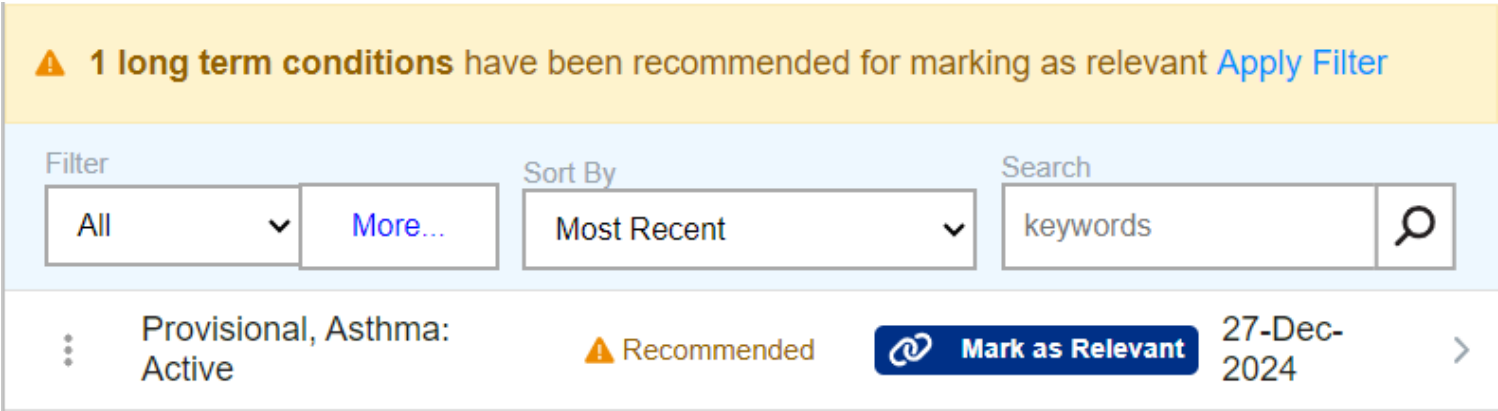 1 long term conditions have been recommended for marking as relevant Apply Filter
Filter
Sort By
Search
All
More...
Most Recent
keywords
Provisional, Asthma:
Active
Recommended
Mark as Relevant
27-Dec-
2024